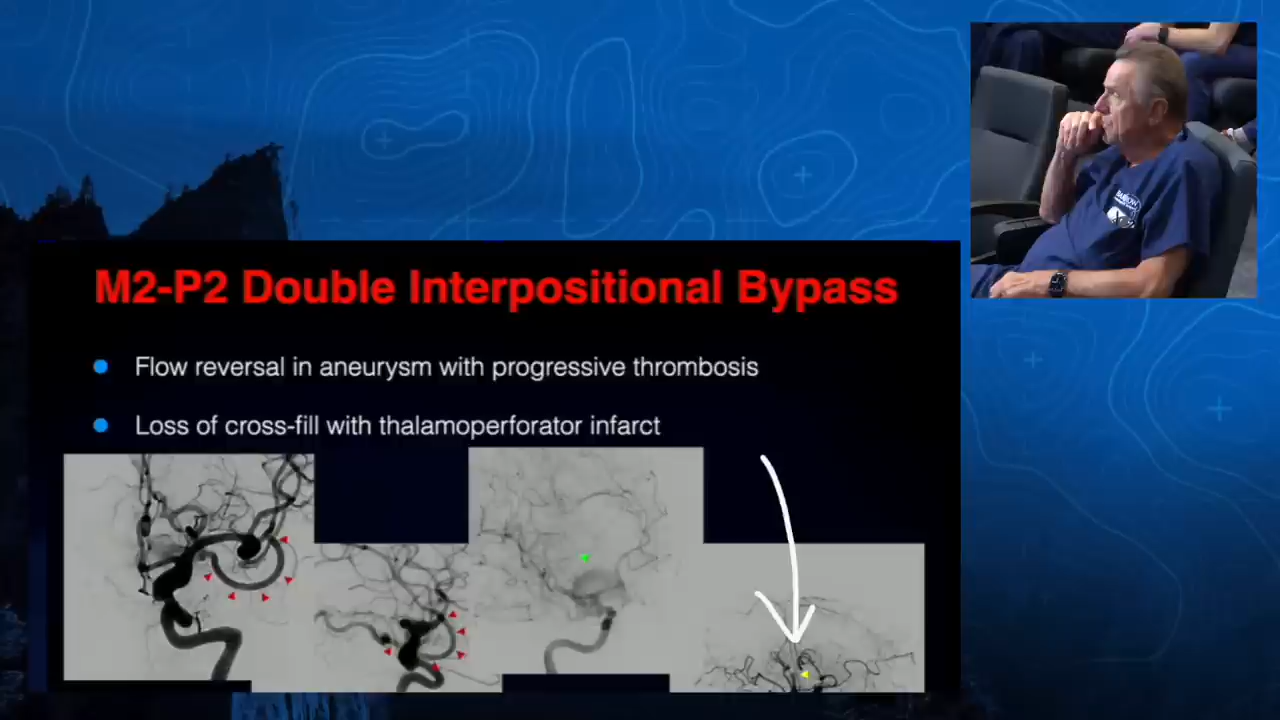 M2-P2 Double Interpositional Bypass
Flow reversal in aneurysm with progressive thrombosis
Loss of cross-fill with thalamoperforator infarct
BARROW